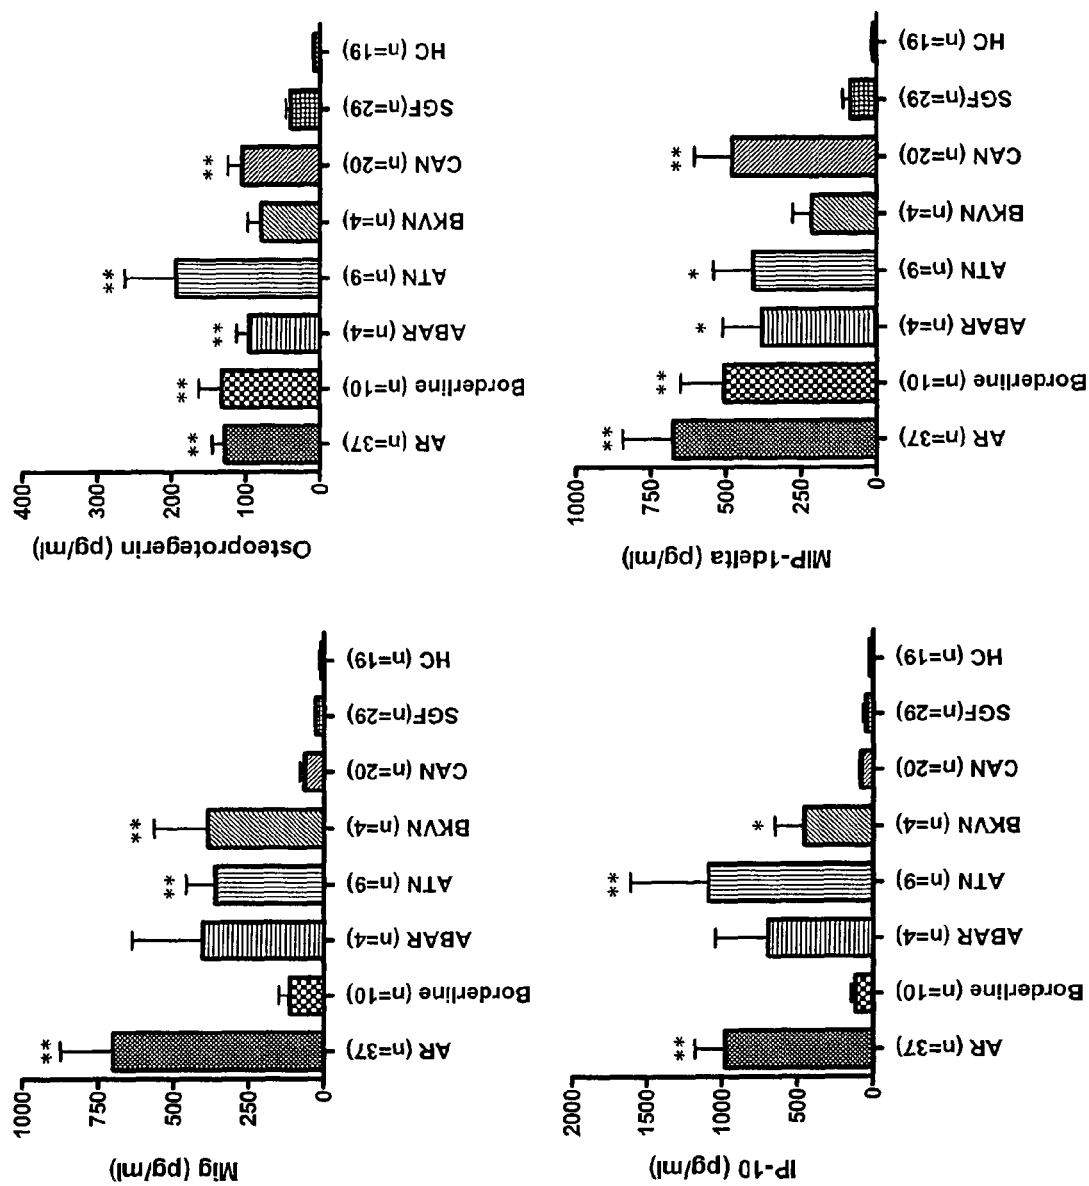 Mig (pg/ml)
1000
750
500
250
0
**
**
**
AR (n=37)
Borderline (n=10)
ABAR (n=4)
ATN (n=9)
BKVN (n=4)
CAN (n=20)
SGF(n=29)
HC (n=19)
Osteoprotegerin (pg/ml)
400
300
200
100
0
**
**
**
**
**
AR (n=37)
Borderline (n=10)
ABAR (n=4)
ATN (n=9)
BKVN (n=4)
CAN (n=20)
SGF(n=29)
HC (n=19)
IP-10 (pg/ml)
2000
1500
1000
500
0
**
**
*
AR (n=37)
Borderline (n=10)
ABAR (n=4)
ATN (n=9)
BKVN (n=4)
CAN (n=20)
SGF(n=29)
HC (n=19)
MIP-1delta (pg/ml)
1000
750
500
250
0
**
**
*
*
**
AR (n=37)
Borderline (n=10)
ABAR (n=4)
ATN (n=9)
BKVN (n=4)
CAN (n=20)
SGF(n=29)
HC (n=19)